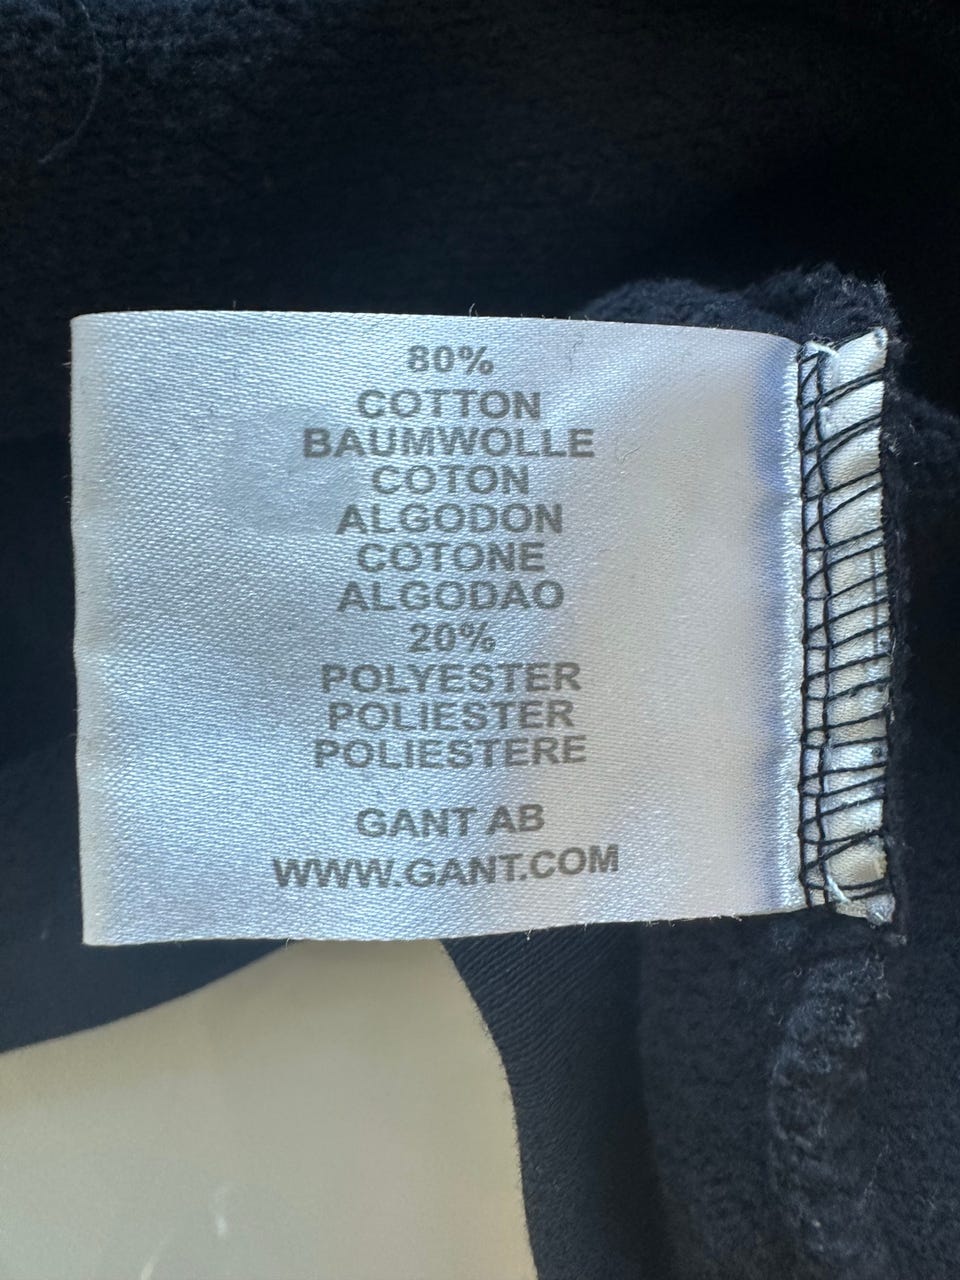 80%
COTTON
BAUMWOLLE
COTON
ALGODON
COTONE
ALGODAO
20%
POLYESTER
POLIESTER
POLIESTERE
GANT AB
WWW.GANT.COM